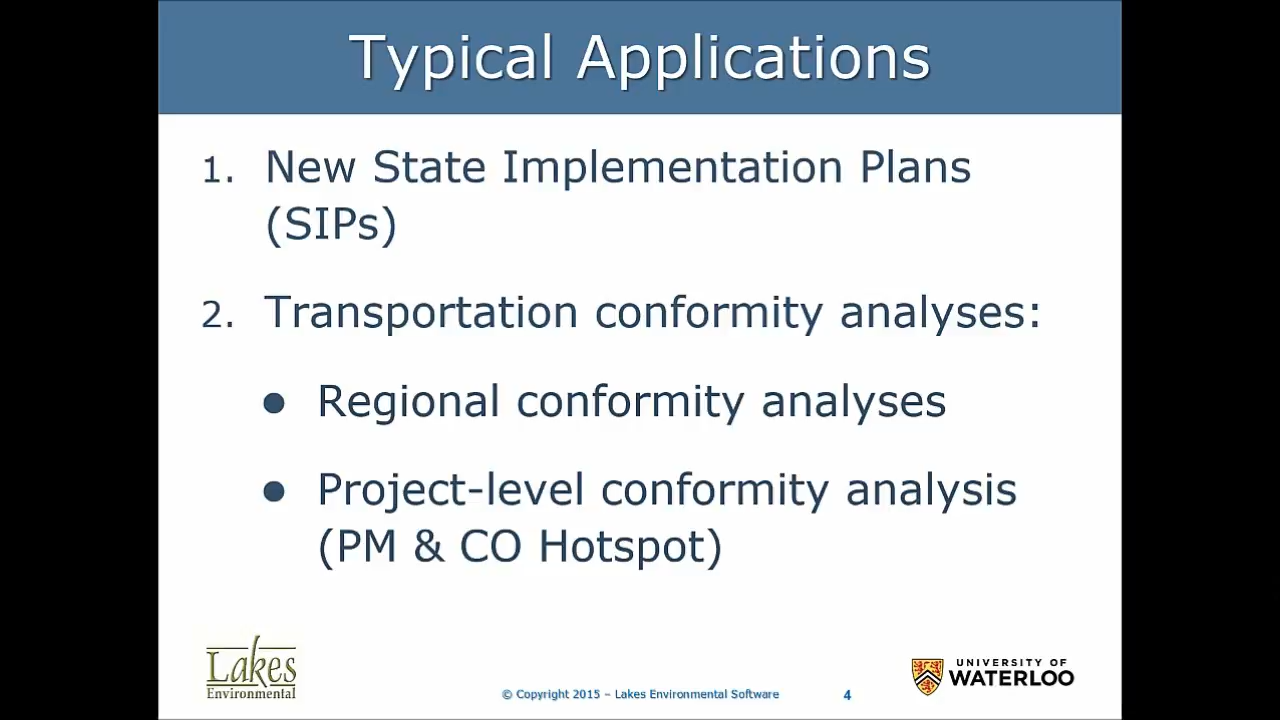 Typical Applications
1. New State Implementation Plans
(SIPs)
2. Transportation conformity analyses:
● Regional conformity analyses
● Project-level conformity analysis
(PM & CO Hotspot)
Lakes
Environmental
© Copyright 2015 – Lakes Environmental Software
4
UNIVERSITY OF
WATERLOO